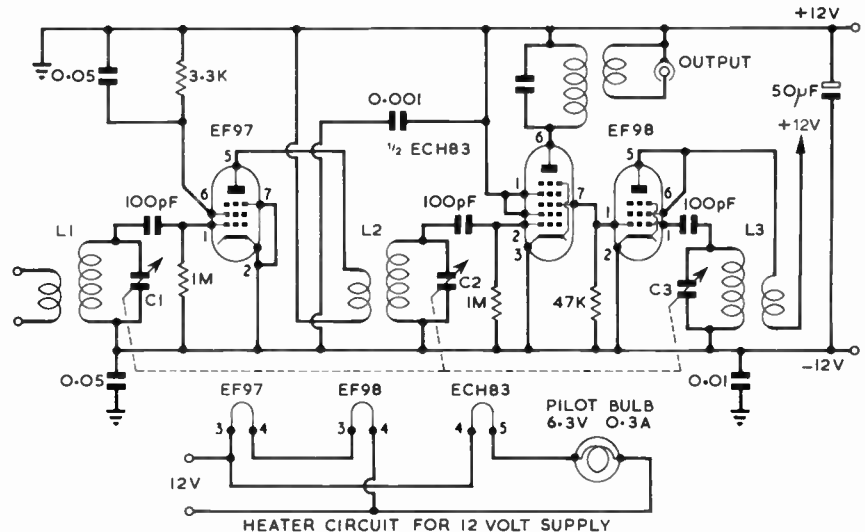 +12V
0.05
3.3K
0.001
OUTPUT
50µF
+12V
EF97
½ ECH83
EF98
5
6
5
6
7
1
7
6
100pF
100pF
100pF
1
2
1
1
L1
L2
L3
2
3
2
C1
1M
C2
1M
47K
C3
0.05
0.01
-12V
EF97
EF98
ECH83
PILOT BULB
6.3V 0.3A
3 4
3 4
4 5
12V
HEATER CIRCUIT FOR 12 VOLT SUPPLY